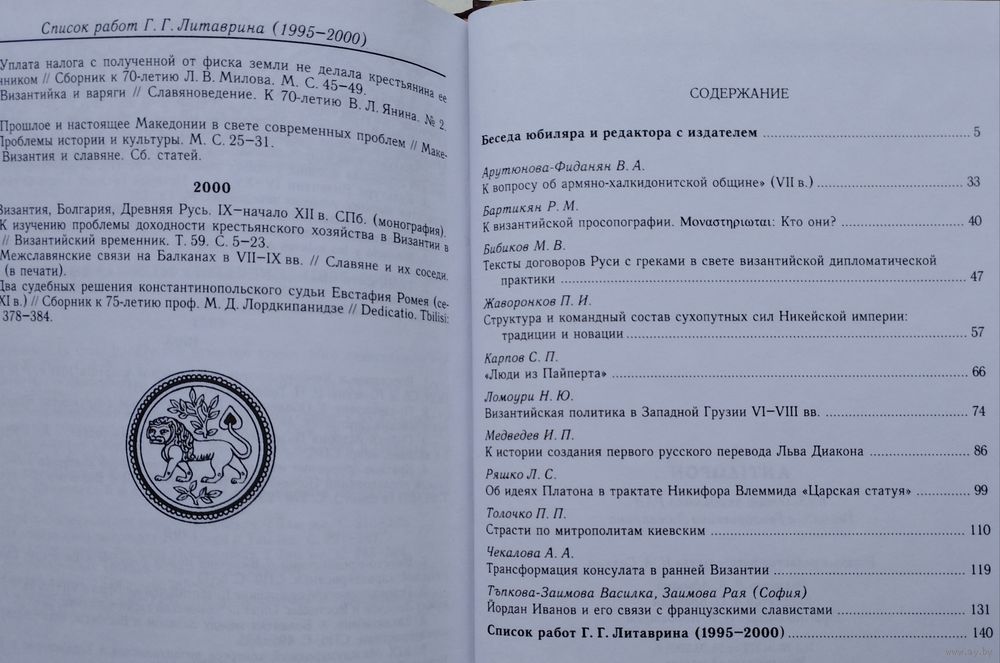 Список работ Г. Г. Литаврина (1995–2000)
Уплата налога с полученной от фиска земли не делала крестьянина ее
нником // Сборник к 70-летию Л. В. Милова. М. С. 45–49.
Византийка и варяги // Славяноведение. К 70-летию В. Л. Янина. № 2.
Прошлое и настоящее Македонии в свете современных проблем // Маке-
Проблемы истории и культуры. М. С. 25–31.
Византия и славяне. Сб. статей.
2000
Византия, Болгария, Древняя Русь. IX–начало XII в. СПб. (монография).
К изучению проблемы доходности крестьянского хозяйства в Византии в
// Византийский временник. Т. 59. С. 5–23.
Межславянские связи на Балканах в VII–IX вв. // Славяне и их соседи.
(в печати).
Два судебных решения константинопольского судьи Евстафия Ромея (се-
XI в.) // Сборник к 75-летию проф. М. Д. Лордкипанидзе // Dedicatio. Tbilisi:
378–384.
СОДЕРЖАНИЕ
Беседа юбиляра и редактора с издателем 5
Арутюнова-Фиданян В. А.
К вопросу об армяно-халкидонитской общине» (VII в.) 33
Бартикян Р. М.
К византийской просопографии. Μοναστηριωται: Кто они? 40
Бибиков М. В.
Тексты договоров Руси с греками в свете византийской дипломатической
практики 47
Жаворонков П. И.
Структура и командный состав сухопутных сил Никейской империи:
традиции и новации 57
Карпов С. П.
«Люди из Пайперта» 66
Ломоури Н. Ю.
Византийская политика в Западной Грузии VI–VIII вв. 74
Медведев И. П.
К истории создания первого русского перевода Льва Диакона 86
Ряшко Л. С.
Об идеях Платона в трактате Никифора Влеммида «Царская статуя» 99
Толочко П. П.
Страсти по митрополитам киевским 110
Чекалова А. А.
Трансформация консулата в ранней Византии 119
Тъпкова-Заимова Василка, Заимова Рая (София)
Йордан Иванов и его связи с французскими славистами 131
Список работ Г. Г. Литаврина (1995–2000) 140
www.ay.by